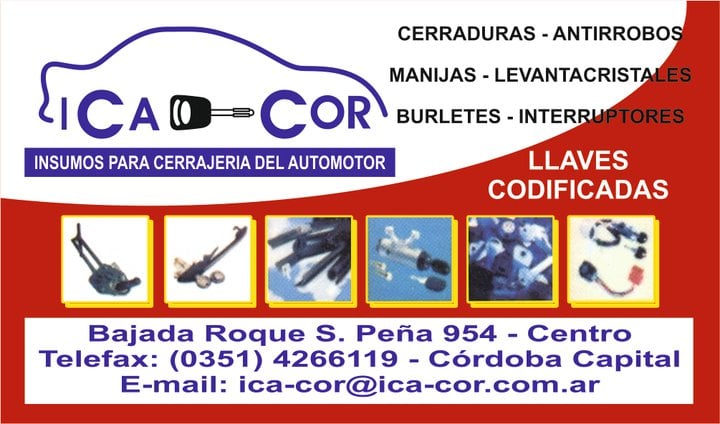 CERRADURAS - ANTIRROBOS
MANIJAS - LEVANTACRISTALES
BURLETES - INTERRUPTORES
ICA COR
INSUMOS PARA CERRAJERIA DEL AUTOMOTOR
LLAVES
CODIFICADAS
Bajada Roque S. Peña 954 - Centro
Telefax: (0351) 4266119 - Córdoba Capital
E-mail: ica-cor@ica-cor.com.ar